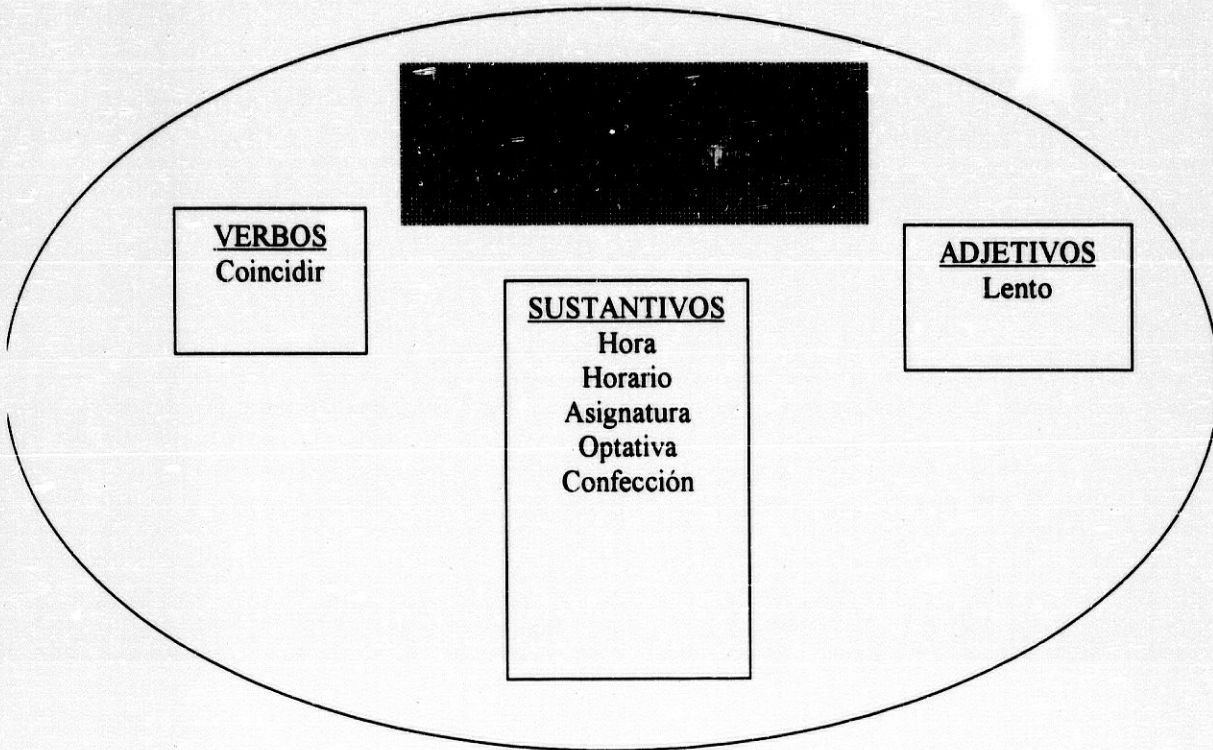 VERBOS
Coincidir
SUSTANTIVOS
Hora
Horario
Asignatura
Optativa
Confección
ADJETIVOS
Lento